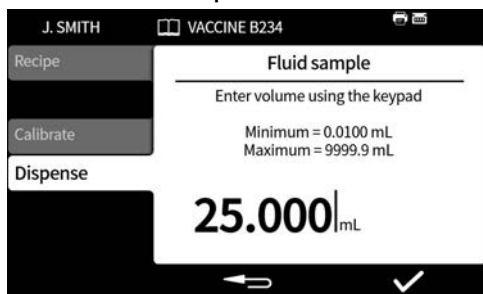 J. SMITH VACCINE B234
Recipe
Calibrate
Dispense
Fluid sample
Enter volume using the keypad
Minimum = 0.0100 mL
Maximum = 9999.9 mL
25.000 mL